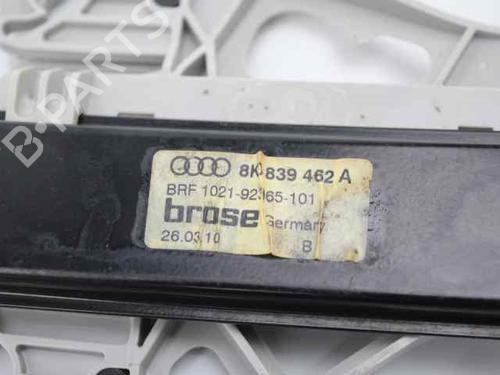 B-PARTS
8K 839 462 A
BRF 1021-92365-101
brose Germany
26.03.10 B